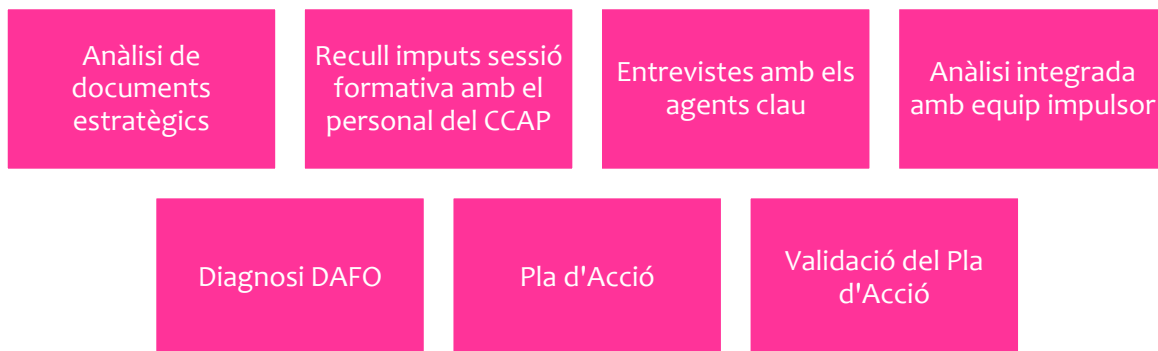 Anàlisi de
documents
estratègics
Recull imputs sessió
formativa amb el
personal del CCAP
Entrevistes amb els
agents clau
Anàlisi integrada
amb equip impulsor
Diagnosi DAFO
Pla d'Acció
Validació del Pla
d'Acció